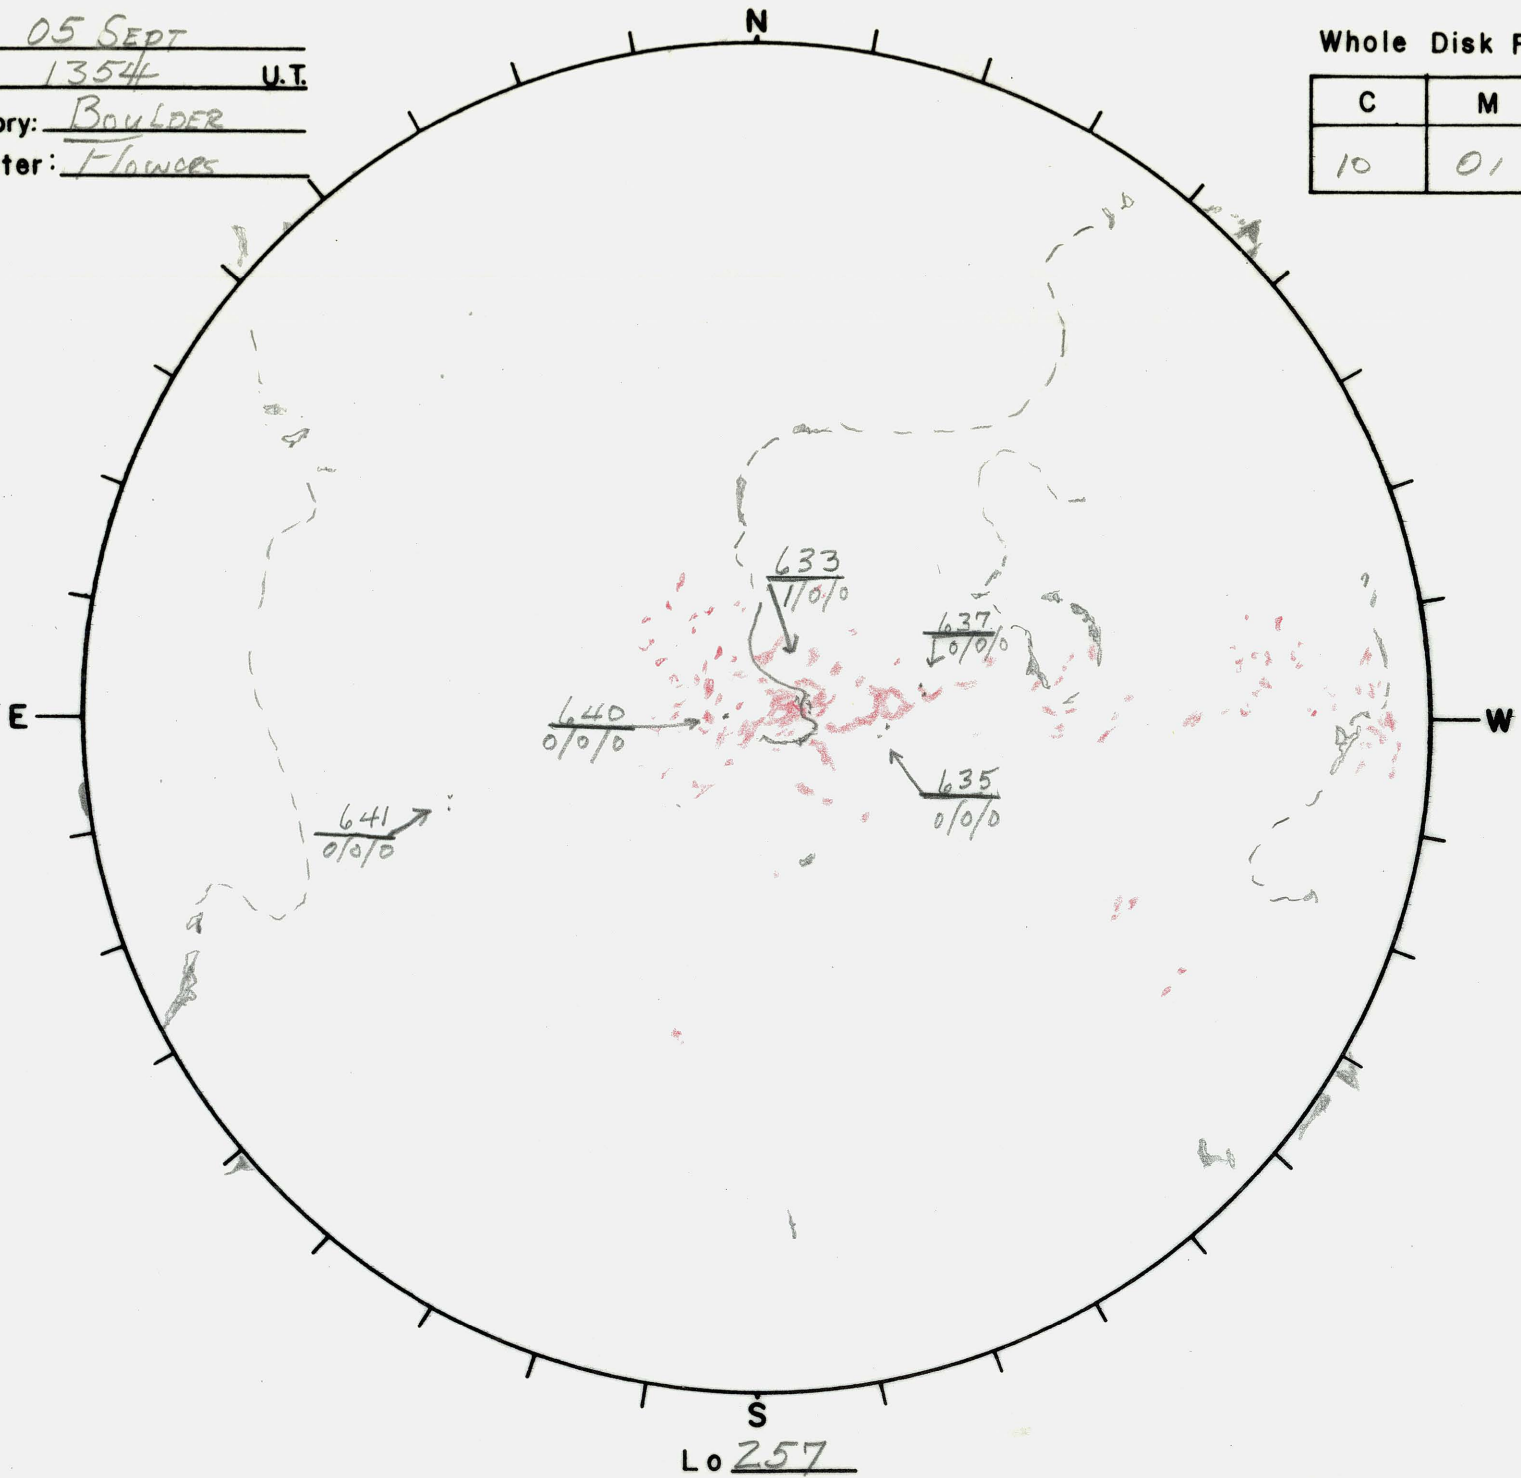 05 SEPT
1354 U.T.
ory: BOULDER
ter: Flowers
N
Whole Disk F
C M
10 01
633
1/0/0
637
0/0/0
E
640
0/0/0
W
635
0/0/0
641
0/0/0
S
Lo 257